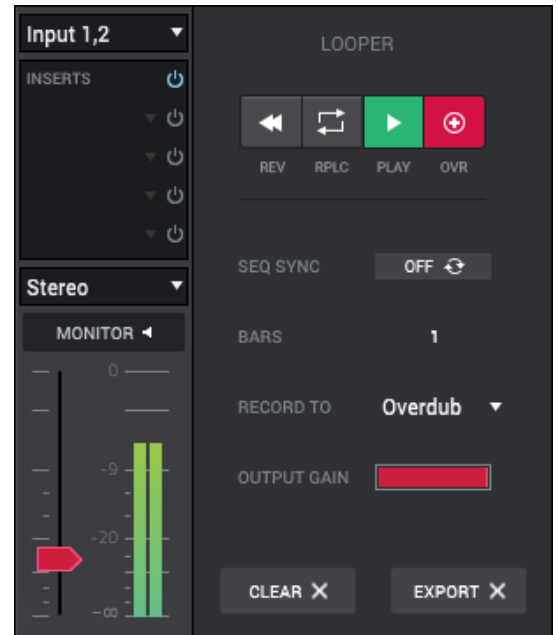 Input 1,2
INSERTS
Stereo
MONITOR
0
-9
-20
-∞
LOOPER
REV RPLC PLAY OVR
SEQ SYNC OFF
BARS 1
RECORD TO Overdub
OUTPUT GAIN
CLEAR EXPORT